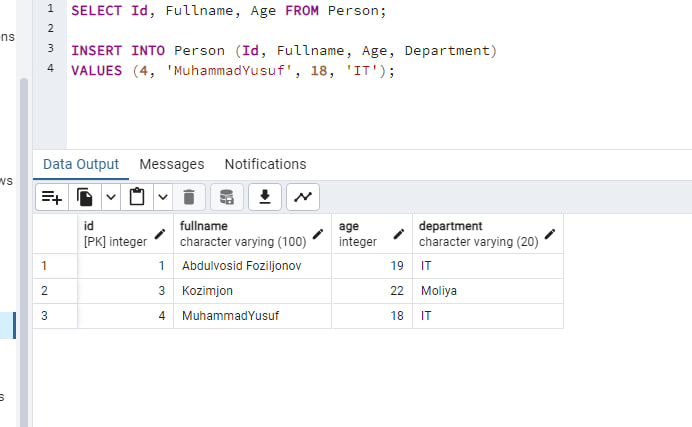 1 SELECT Id, Fullname, Age FROM Person;
2
3 INSERT INTO Person (Id, Fullname, Age, Department)
4 VALUES (4, 'MuhammadYusuf', 18, 'IT');
ons
ws
s
Data Output Messages Notifications
id fullname age department
[PK] integer character varying (100) integer character varying (20)
1 1 Abdulvosid Foziljonov 19 IT
2 3 Kozimjon 22 Moliya
3 4 MuhammadYusuf 18 IT